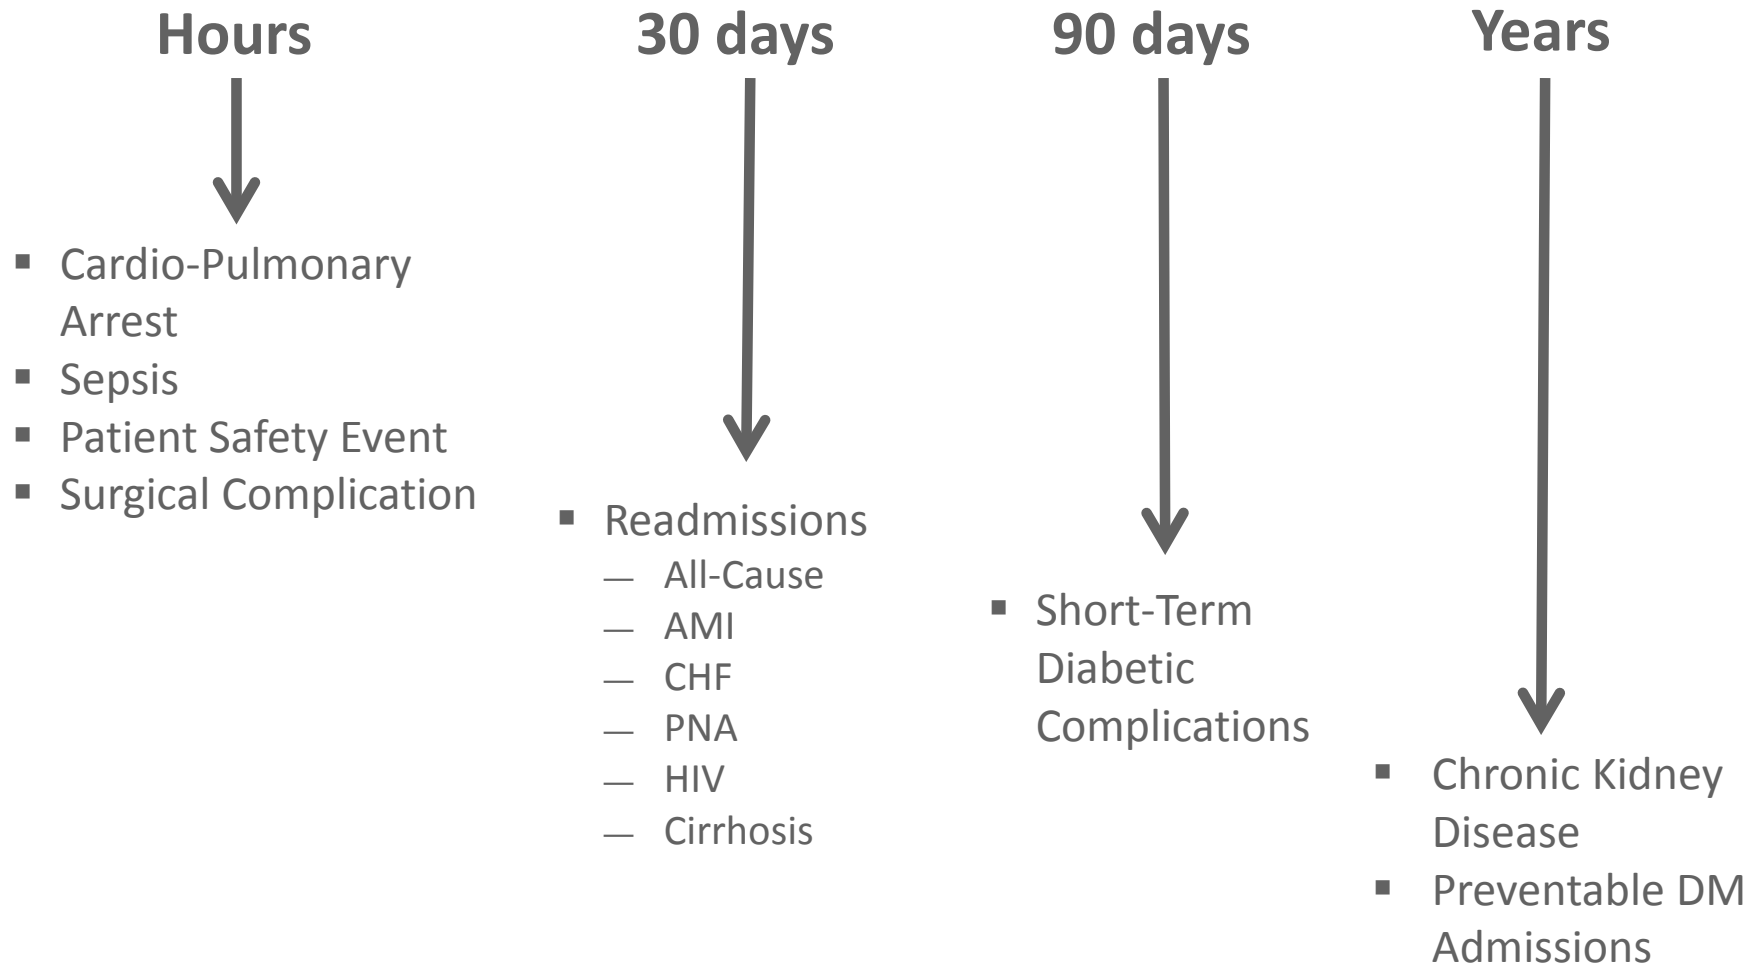 Hours
30 days
90 days
Years
▪ Cardio-Pulmonary
Arrest
▪ Sepsis
▪ Patient Safety Event
▪ Surgical Complication
▪ Readmissions
— All-Cause
— AMI
— CHF
— PNA
— HIV
— Cirrhosis
▪ Short-Term
Diabetic
Complications
▪ Chronic Kidney
Disease
▪ Preventable DM
Admissions